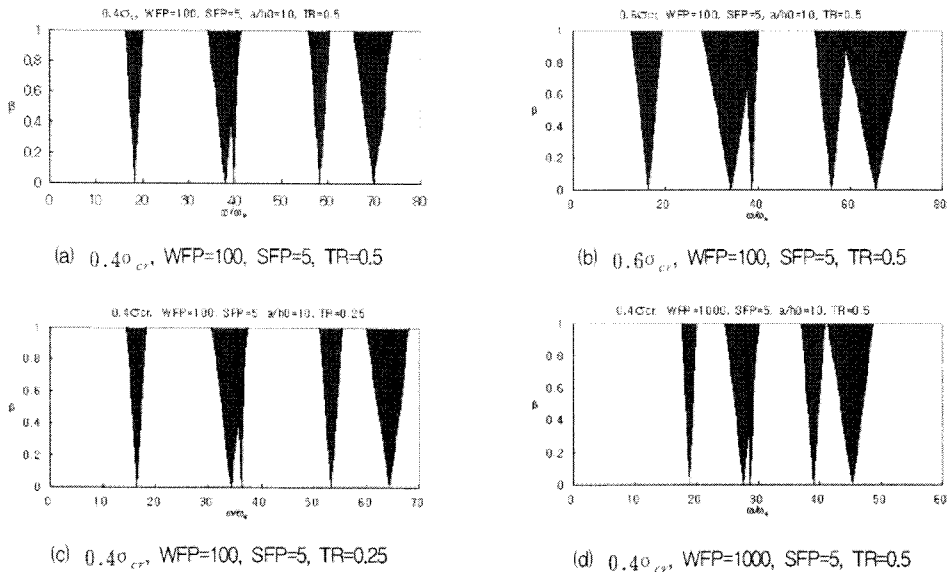 0.4σcr, WFP=100, SFP=5, a/h0=10, TR=0.5
β
1
0.8
0.6
0.4
0.2
0
0 10 20 30 40 50 60 70 80
(a) 0.4σcr, WFP=100, SFP=5, TR=0.5
0.6σcr, WFP=100, SFP=5, a/h0=10, TR=0.5
β
1
0.8
0.6
0.4
0.2
0
0 20 40 60 80
(b) 0.6σcr, WFP=100, SFP=5, TR=0.5
0.4σcr, WFP=100, SFP=5 a/h0=10, TR=0.25
β
1
0.8
0.6
0.4
0.2
0
0 10 20 30 40 50 60 70
(c) 0.4σcr, WFP=100, SFP=5, TR=0.25
0.4σcr, WFP=1000, SFP=5, a/h0=10, TR=0.5
β
1
0.8
0.6
0.4
0.2
0
0 10 20 30 40 50 60
(d) 0.4σcr, WFP=1000, SFP=5, TR=0.5